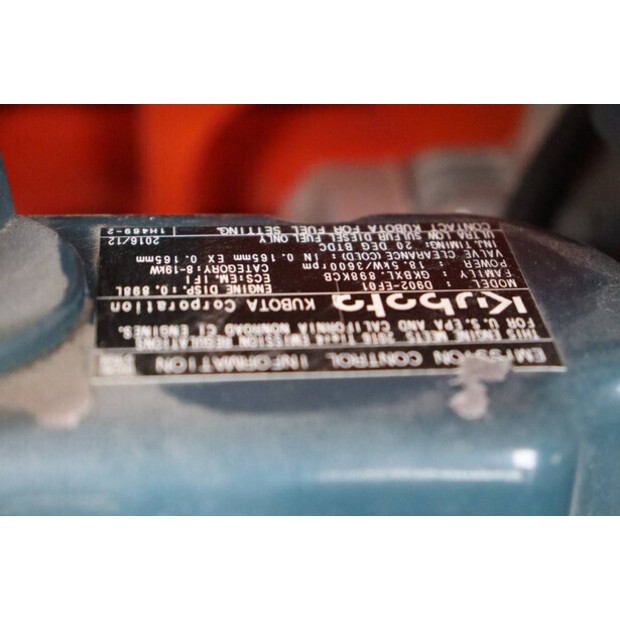 EMISSION CONTROL INFORMATION
THIS ENGINE MEETS 2016 Tier4 EMISSION REGULATIONS
FOR U.S. EPA AND CALIFORNIA NONROAD CI ENGINES.
Kubota KUBOTA Corporation
MODEL : D902-EF01 ENGINE DISP.:0.898L
FAMILY : GKBXL.898KCB ECS:EM. IFI
POWER : 18.5kW/3600rpm CATEGORY:8-19kW
VALVE CLEARANCE (COLD): IN 0.165mm EX 0.165mm
INJ.TIMING: 20 DEG BTDC 2016/12
ULTRA LOW SULFUR DIESEL FUEL ONLY
CONTACT KUBOTA FOR FUEL SETTING. 1H489-2